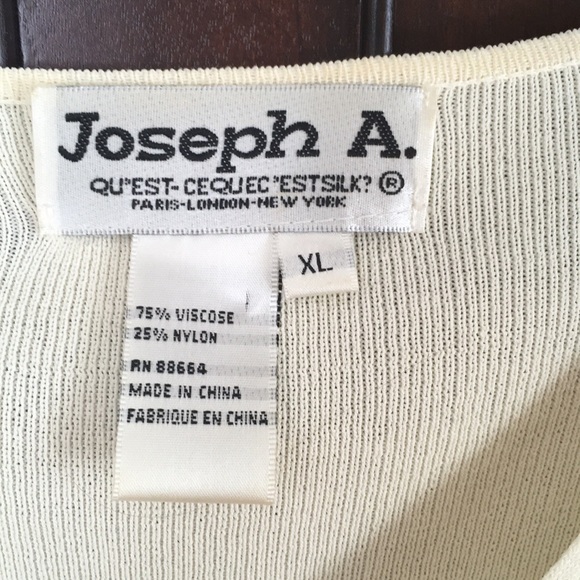 Joseph A.
QU'EST-CEQUEC'ESTSILK? ®
PARIS-LONDON-NEW YORK
XL
75% VISCOSE
25% NYLON
RN 88664
MADE IN CHINA
FABRIQUE EN CHINA